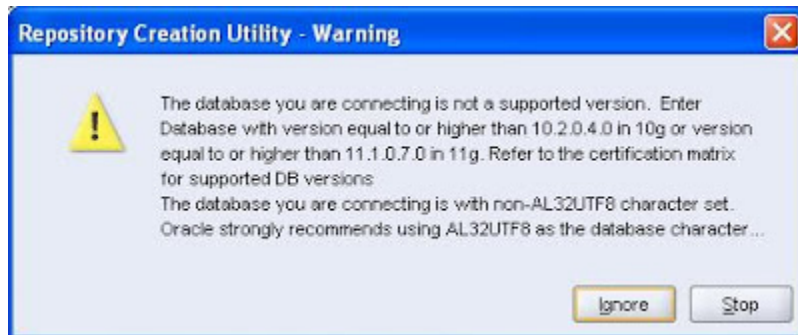 Repository Creation Utility - Warning
The database you are connecting is not a supported version. Enter
Database with version equal to or higher than 10.2.0.4.0 in 10g or version
equal to or higher than 11.1.0.7.0 in 11g. Refer to the certification matrix
for supported DB versions
The database you are connecting is with non-AL32UTF8 character set.
Oracle strongly recommends using AL32UTF8 as the database character...
Ignore Stop